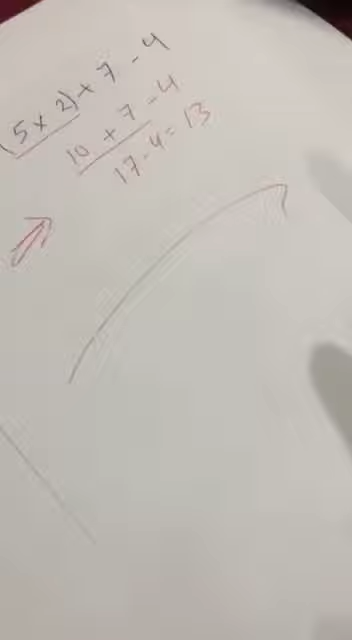 (5 x 2) + 7 - 4
10 + 7 - 4
17 - 4 = 13